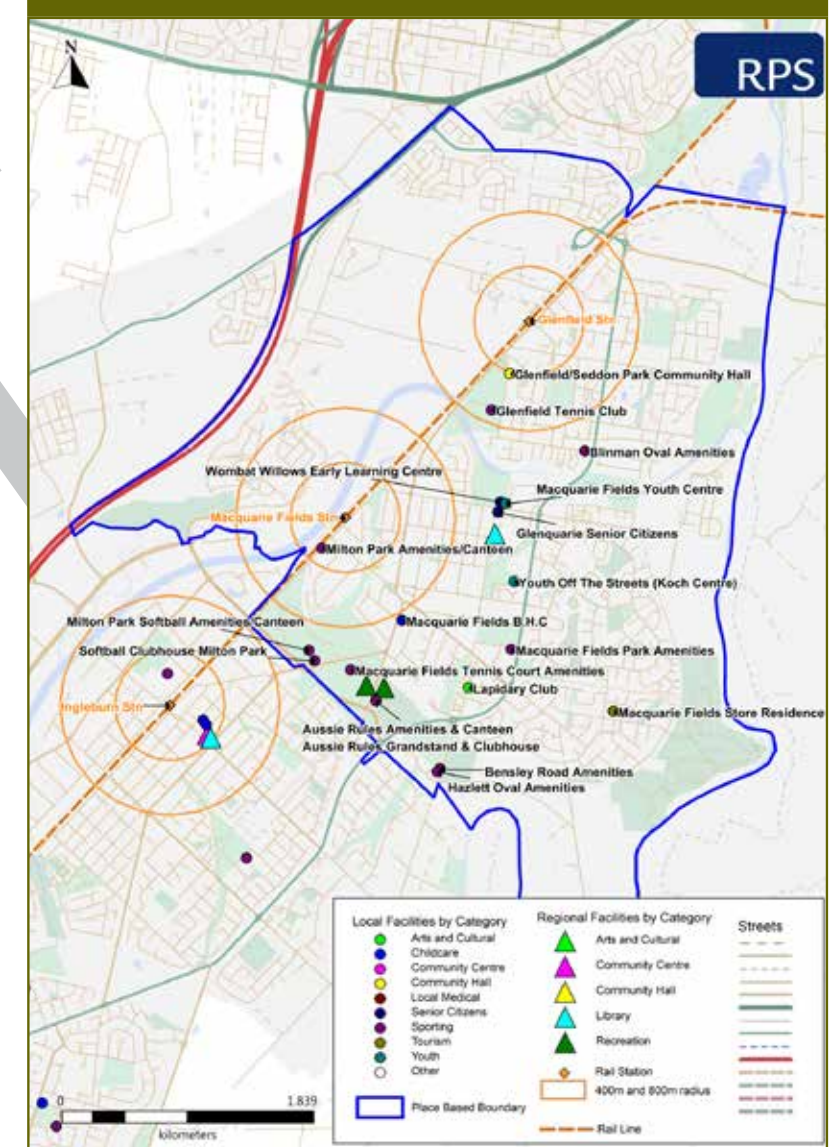 N
RPS
Glenfield Stn
Glenfield/Seddon Park Community Hall
Glenfield Tennis Club
Blinman Oval Amenities
Wombat Willows Early Learning Centre
Macquarie Fields Youth Centre
Macquarie Fields Stn
Glenquarie Senior Citizens
Milton Park Amenities/Canteen
Youth Off The Streets (Koch Centre)
Milton Park Softball Amenities/Canteen
Macquarie Fields B.H.C
Softball Clubhouse Milton Park
Macquarie Fields Park Amenities
Macquarie Fields Tennis Court Amenities
Lapidary Club
Ingleburn Stn
Macquarie Fields Store Residence
Aussie Rules Amenities & Canteen
Aussie Rules Grandstand & Clubhouse
Bensley Road Amenities
Hazlett Oval Amenities
Local Facilities by Category
Arts and Cultural
Childcare
Community Centre
Community Hall
Local Medical
Senior Citizens
Sporting
Tourism
Youth
Other
Place Based Boundary
Regional Facilities by Category
Arts and Cultural
Community Centre
Community Hall
Library
Recreation
Rail Station
400m and 800m radius
Rail Line
Streets
0 1.839
kilometers